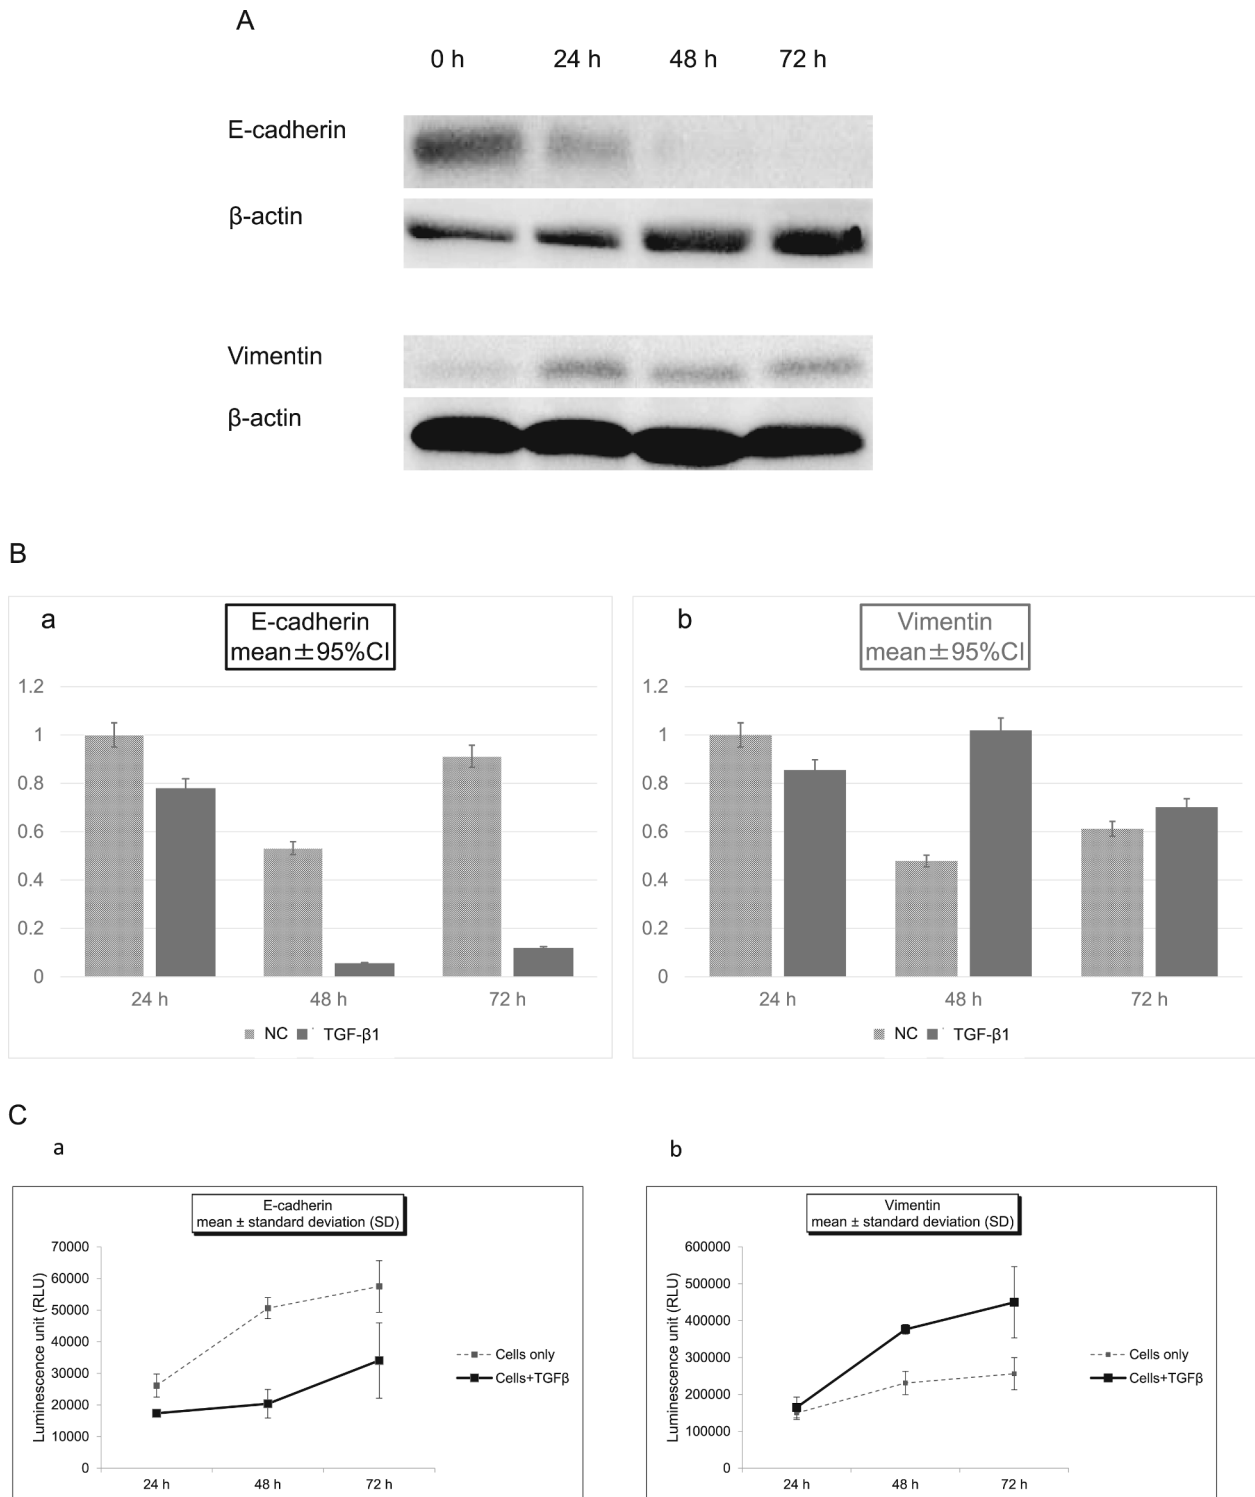 A
0 h 24 h 48 h 72 h
E-cadherin
β-actin
Vimentin
β-actin
B
a
E-cadherin
mean±95%CI
1.2
1
0.8
0.6
0.4
0.2
0
24 h 48 h 72 h
NC TGF-β1
b
Vimentin
mean±95%CI
1.2
1
0.8
0.6
0.4
0.2
0
24 h 48 h 72 h
NC TGF-β1
C
a
E-cadherin
mean ± standard deviation (SD)
Luminescence unit (RLU)
70000
60000
50000
40000
30000
20000
10000
0
24 h 48 h 72 h
Cells only
Cells+TGFβ
b
Vimentin
mean ± standard deviation (SD)
Luminescence unit (RLU)
600000
500000
400000
300000
200000
100000
0
24 h 48 h 72 h
Cells only
Cells+TGFβ